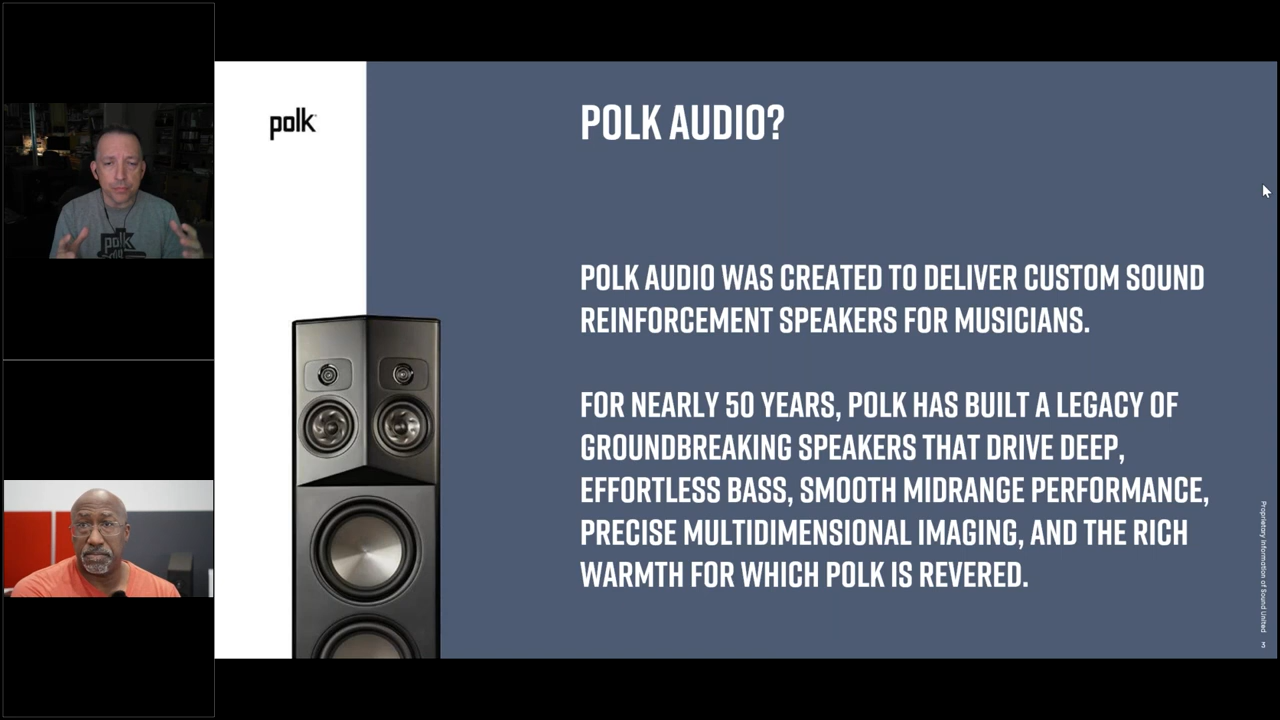 polk
POLK AUDIO?
POLK AUDIO WAS CREATED TO DELIVER CUSTOM SOUND
REINFORCEMENT SPEAKERS FOR MUSICIANS.
FOR NEARLY 50 YEARS, POLK HAS BUILT A LEGACY OF
GROUNDBREAKING SPEAKERS THAT DRIVE DEEP,
EFFORTLESS BASS, SMOOTH MIDRANGE PERFORMANCE,
PRECISE MULTIDIMENSIONAL IMAGING, AND THE RICH
WARMTH FOR WHICH POLK IS REVERED.
Proprietary Information of Sound United
3
polk